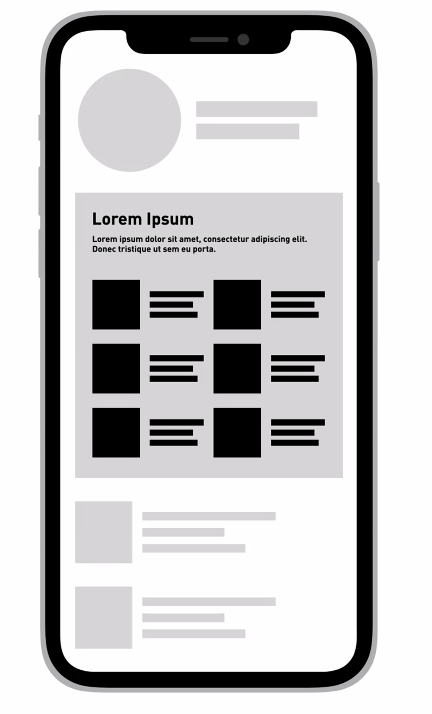 Lorem Ipsum
Lorem ipsum dolor sit amet, consectetur adipiscing elit.
Donec tristique ut sem eu porta.